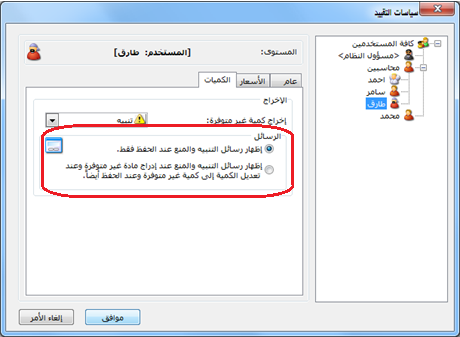 سياسات التقييد
كافة المستخدمين
<مسؤول النظام>
محاسبين
احمد
سامر
طارق
محمد
المستوى:
[المستخدم: طارق]
عام
الأسعار
الكميات
الاخراج
إخراج كمية غير متوفرة:
تنبيه
الرسائل
إظهار رسائل التنبيه والمنع عند الحفظ فقط.
إظهار رسائل التنبيه والمنع عند إدراج مادة غير متوفرة وعند
تعديل الكمية إلى كمية غير متوفرة وعند الحفظ أيضاً.
موافق
إلغاء الأمر